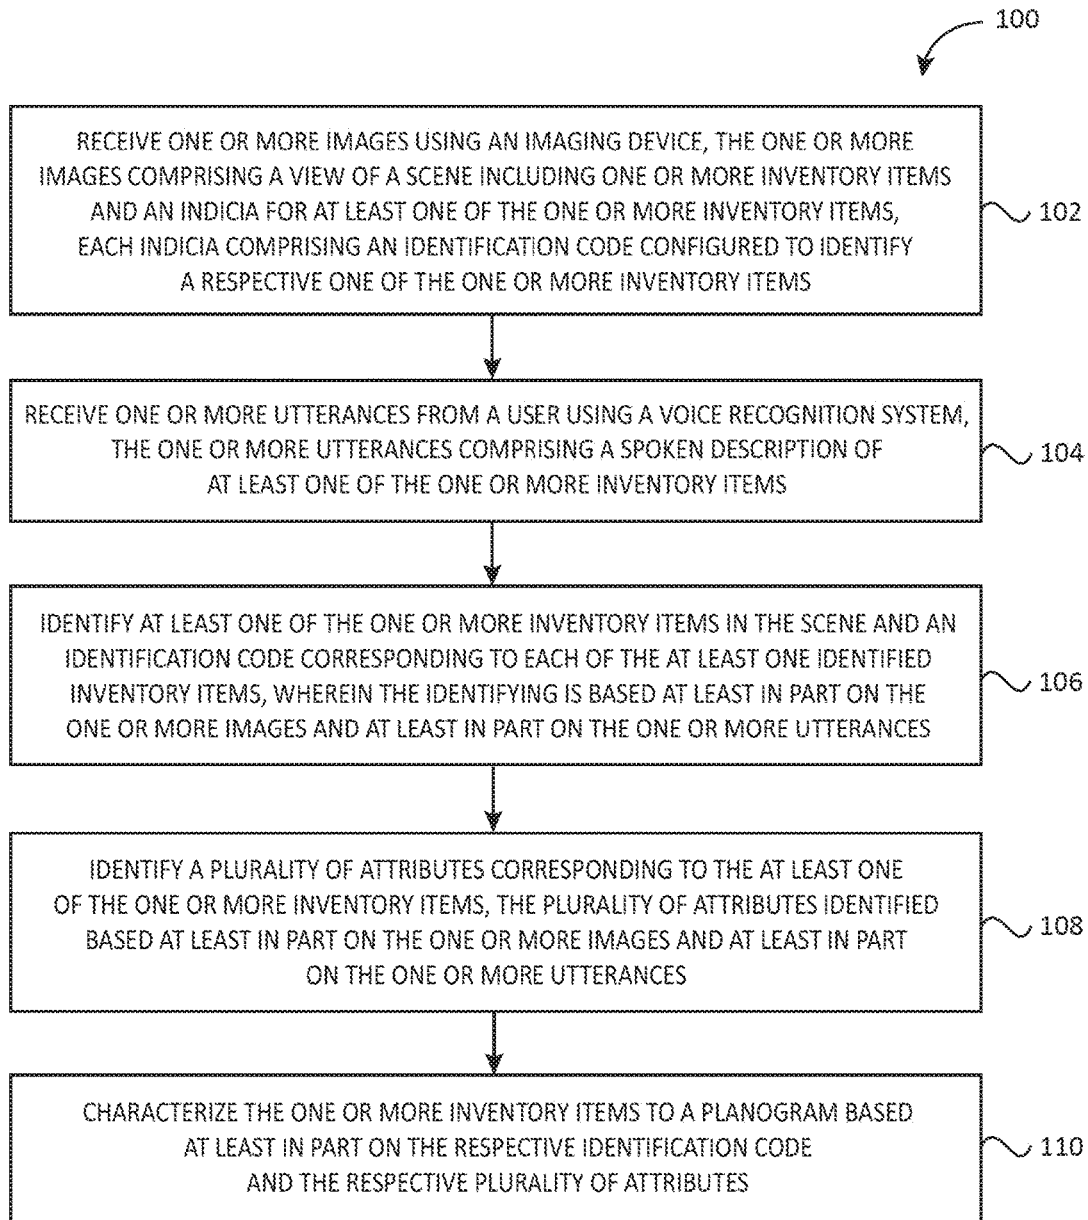 100
RECEIVE ONE OR MORE IMAGES USING AN IMAGING DEVICE, THE ONE OR MORE
IMAGES COMPRISING A VIEW OF A SCENE INCLUDING ONE OR MORE INVENTORY ITEMS
AND AN INDICIA FOR AT LEAST ONE OF THE ONE OR MORE INVENTORY ITEMS,
EACH INDICIA COMPRISING AN IDENTIFICATION CODE CONFIGURED TO IDENTIFY
A RESPECTIVE ONE OF THE ONE OR MORE INVENTORY ITEMS
102
RECEIVE ONE OR MORE UTTERANCES FROM A USER USING A VOICE RECOGNITION SYSTEM,
THE ONE OR MORE UTTERANCES COMPRISING A SPOKEN DESCRIPTION OF
AT LEAST ONE OF THE ONE OR MORE INVENTORY ITEMS
104
IDENTIFY AT LEAST ONE OF THE ONE OR MORE INVENTORY ITEMS IN THE SCENE AND AN
IDENTIFICATION CODE CORRESPONDING TO EACH OF THE AT LEAST ONE IDENTIFIED
INVENTORY ITEMS, WHEREIN THE IDENTIFYING IS BASED AT LEAST IN PART ON THE
ONE OR MORE IMAGES AND AT LEAST IN PART ON THE ONE OR MORE UTTERANCES
106
IDENTIFY A PLURALITY OF ATTRIBUTES CORRESPONDING TO THE AT LEAST ONE
OF THE ONE OR MORE INVENTORY ITEMS, THE PLURALITY OF ATTRIBUTES IDENTIFIED
BASED AT LEAST IN PART ON THE ONE OR MORE IMAGES AND AT LEAST IN PART
ON THE ONE OR MORE UTTERANCES
108
CHARACTERIZE THE ONE OR MORE INVENTORY ITEMS TO A PLANOGRAM BASED
AT LEAST IN PART ON THE RESPECTIVE IDENTIFICATION CODE
AND THE RESPECTIVE PLURALITY OF ATTRIBUTES
110